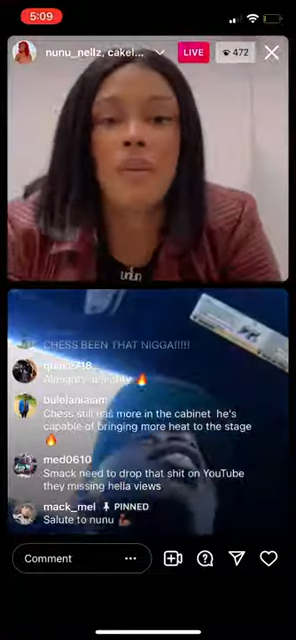 5:09
nunu_nellz, cakel...
LIVE
472
CHESS BEEN THAT NIGGA!!!!!
bulelaniaiam
Chess still has more in the cabinet he's
capable of bringing more heat to the stage
🔥
med0610
Smack need to drop that shit on YouTube
they missing hella views
mack_mel PINNED
Salute to nunu
Comment